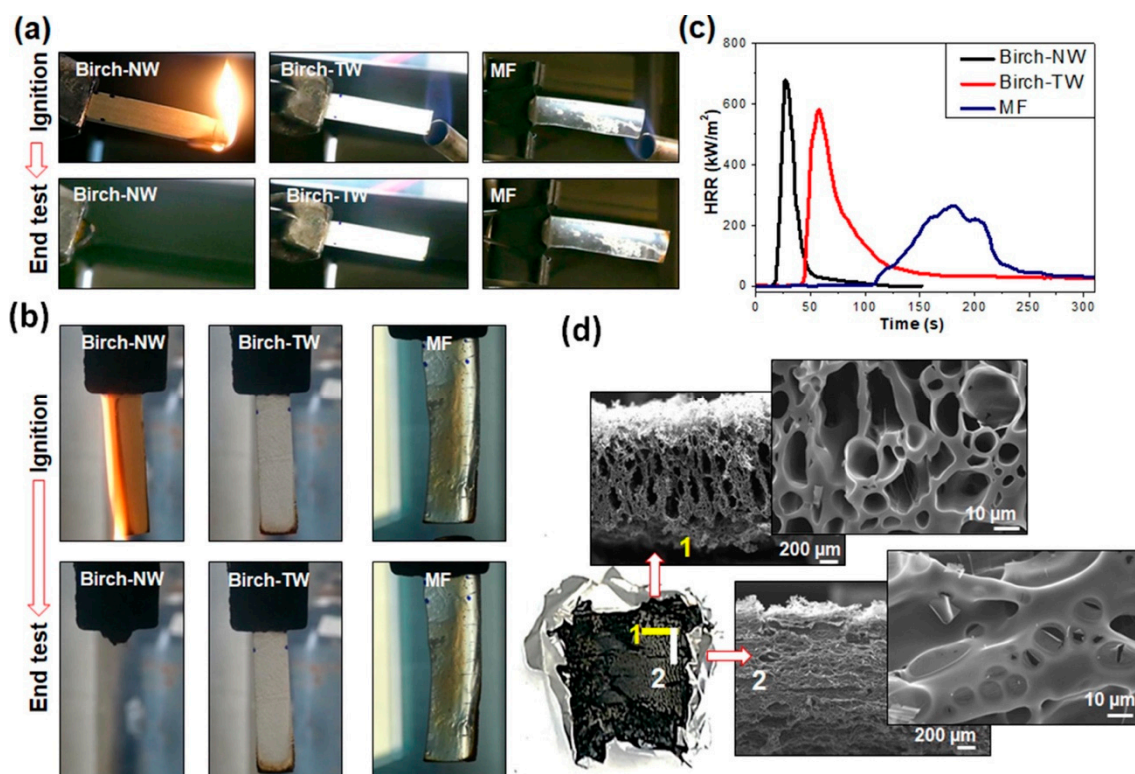 (a)
Ignition
End test
Birch-NW
Birch-TW
MF
Birch-NW
Birch-TW
MF
(b)
Ignition
End test
Birch-NW
Birch-TW
MF
Birch-NW
Birch-TW
MF
(c)
HRR (kW/m²)
800
600
400
200
0
Birch-NW
Birch-TW
MF
0 50 100 150 200 250 300
Time (s)
(d)
1
200 µm
10 µm
1
2
2
200 µm
10 µm